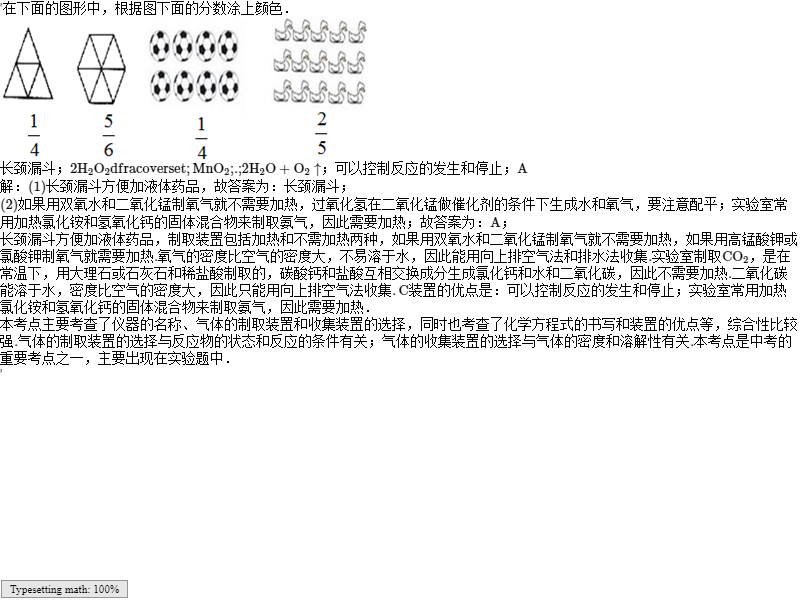 '在下面的图形中，根据图下面的分数涂上颜色．
1/4 5/6 1/4 2/5
长颈漏斗；2H₂O₂dfracoverset; MnO₂;.;2H₂O + O₂ ↑；可以控制反应的发生和停止；A
解：(1)长颈漏斗方便加液体药品，故答案为：长颈漏斗；
(2)如果用双氧水和二氧化锰制氧气就不需要加热，过氧化氢在二氧化锰做催化剂的条件下生成水和氧气，要注意配平；实验室常
用加热氯化铵和氢氧化钙的固体混合物来制取氨气，因此需要加热；故答案为：A；
长颈漏斗方便加液体药品，制取装置包括加热和不需加热两种，如果用双氧水和二氧化锰制氧气就不需要加热，如果用高锰酸钾或
氯酸钾制氧气就需要加热.氧气的密度比空气的密度大，不易溶于水，因此能用向上排空气法和排水法收集.实验室制取CO₂，是在
常温下，用大理石或石灰石和稀盐酸制取的，碳酸钙和盐酸互相交换成分生成氯化钙和水和二氧化碳，因此不需要加热.二氧化碳
能溶于水，密度比空气的密度大，因此只能用向上排空气法收集. C装置的优点是：可以控制反应的发生和停止；实验室常用加热
氯化铵和氢氧化钙的固体混合物来制取氨气，因此需要加热．
本考点主要考查了仪器的名称、气体的制取装置和收集装置的选择，同时也考查了化学方程式的书写和装置的优点等，综合性比较
强.气体的制取装置的选择与反应物的状态和反应的条件有关；气体的收集装置的选择与气体的密度和溶解性有关.本考点是中考的
重要考点之一，主要出现在实验题中．
'
Typesetting math: 100%